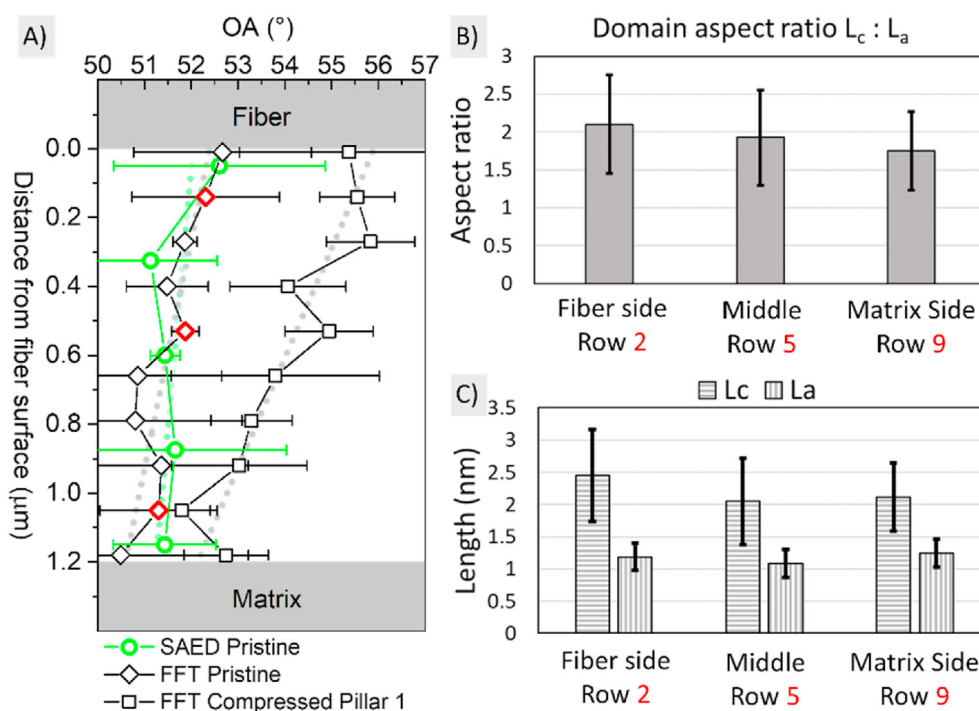 A)
OA (°)
50 51 52 53 54 55 56 57
Fiber
0.0
0.2
0.4
0.6
0.8
1.0
1.2
Distance from fiber surface (μm)
Matrix
SAED Pristine
FFT Pristine
FFT Compressed Pillar 1
B)
Domain aspect ratio Lc : La
3
2.5
2
1.5
1
0.5
0
Aspect ratio
Fiber side Middle Matrix Side
Row 2 Row 5 Row 9
C)
Lc La
3.5
3
2.5
2
1.5
1
0.5
0
Length (nm)
Fiber side Middle Matrix Side
Row 2 Row 5 Row 9